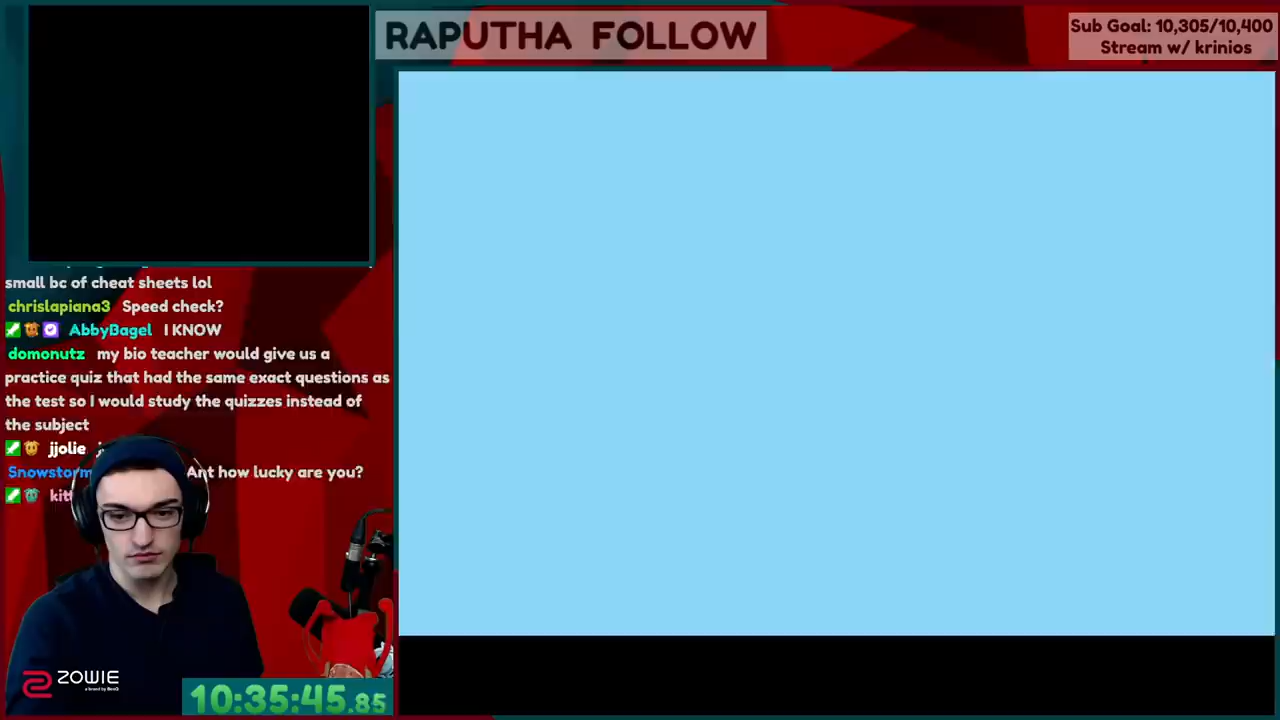 RAPUTHA FOLLOW
Sub Goal: 10,305/10,400
Stream w/ krinios
small bc of cheat sheets lol
chrislapiana3 Speed check?
AbbyBagel I KNOW
domonutz my bio teacher would give us a
practice quiz that had the same exact questions as
the test so I would study the quizzes instead of
the subject
jjolie
Snowstorm Ant how lucky are you?
ZOWIE
10:35:45.85